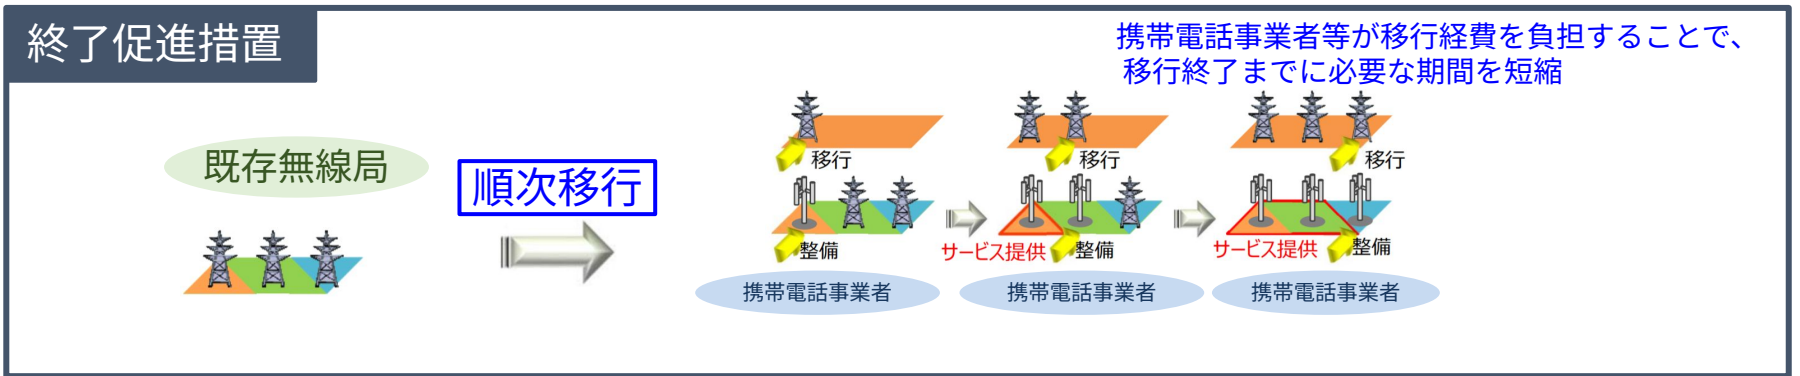 終了促進措置
携帯電話事業者等が移行経費を負担することで、
移行終了までに必要な期間を短縮
既存無線局
順次移行
移行
移行
移行
整備
サービス提供
整備
サービス提供
整備
携帯電話事業者
携帯電話事業者
携帯電話事業者